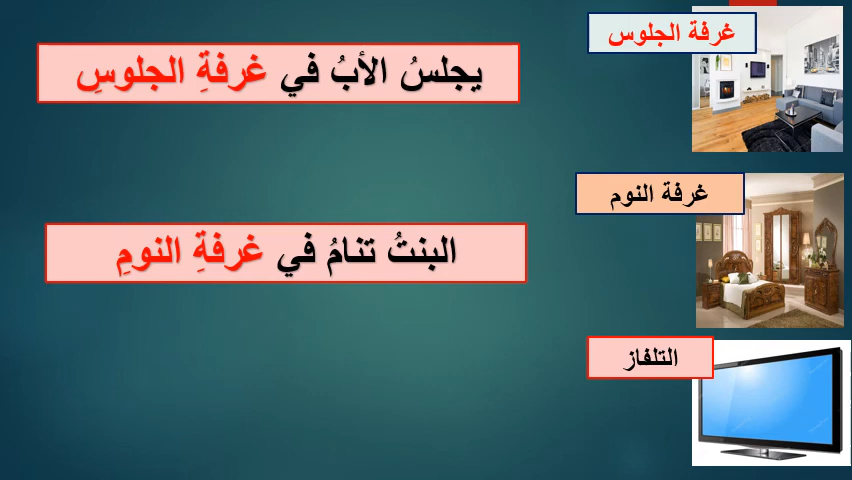 غرفة الجلوس
يجلسُ الأبُ في غرفةِ الجلوسِ
غرفة النوم
البنتُ تنامُ في غرفةِ النومِ
التلفاز